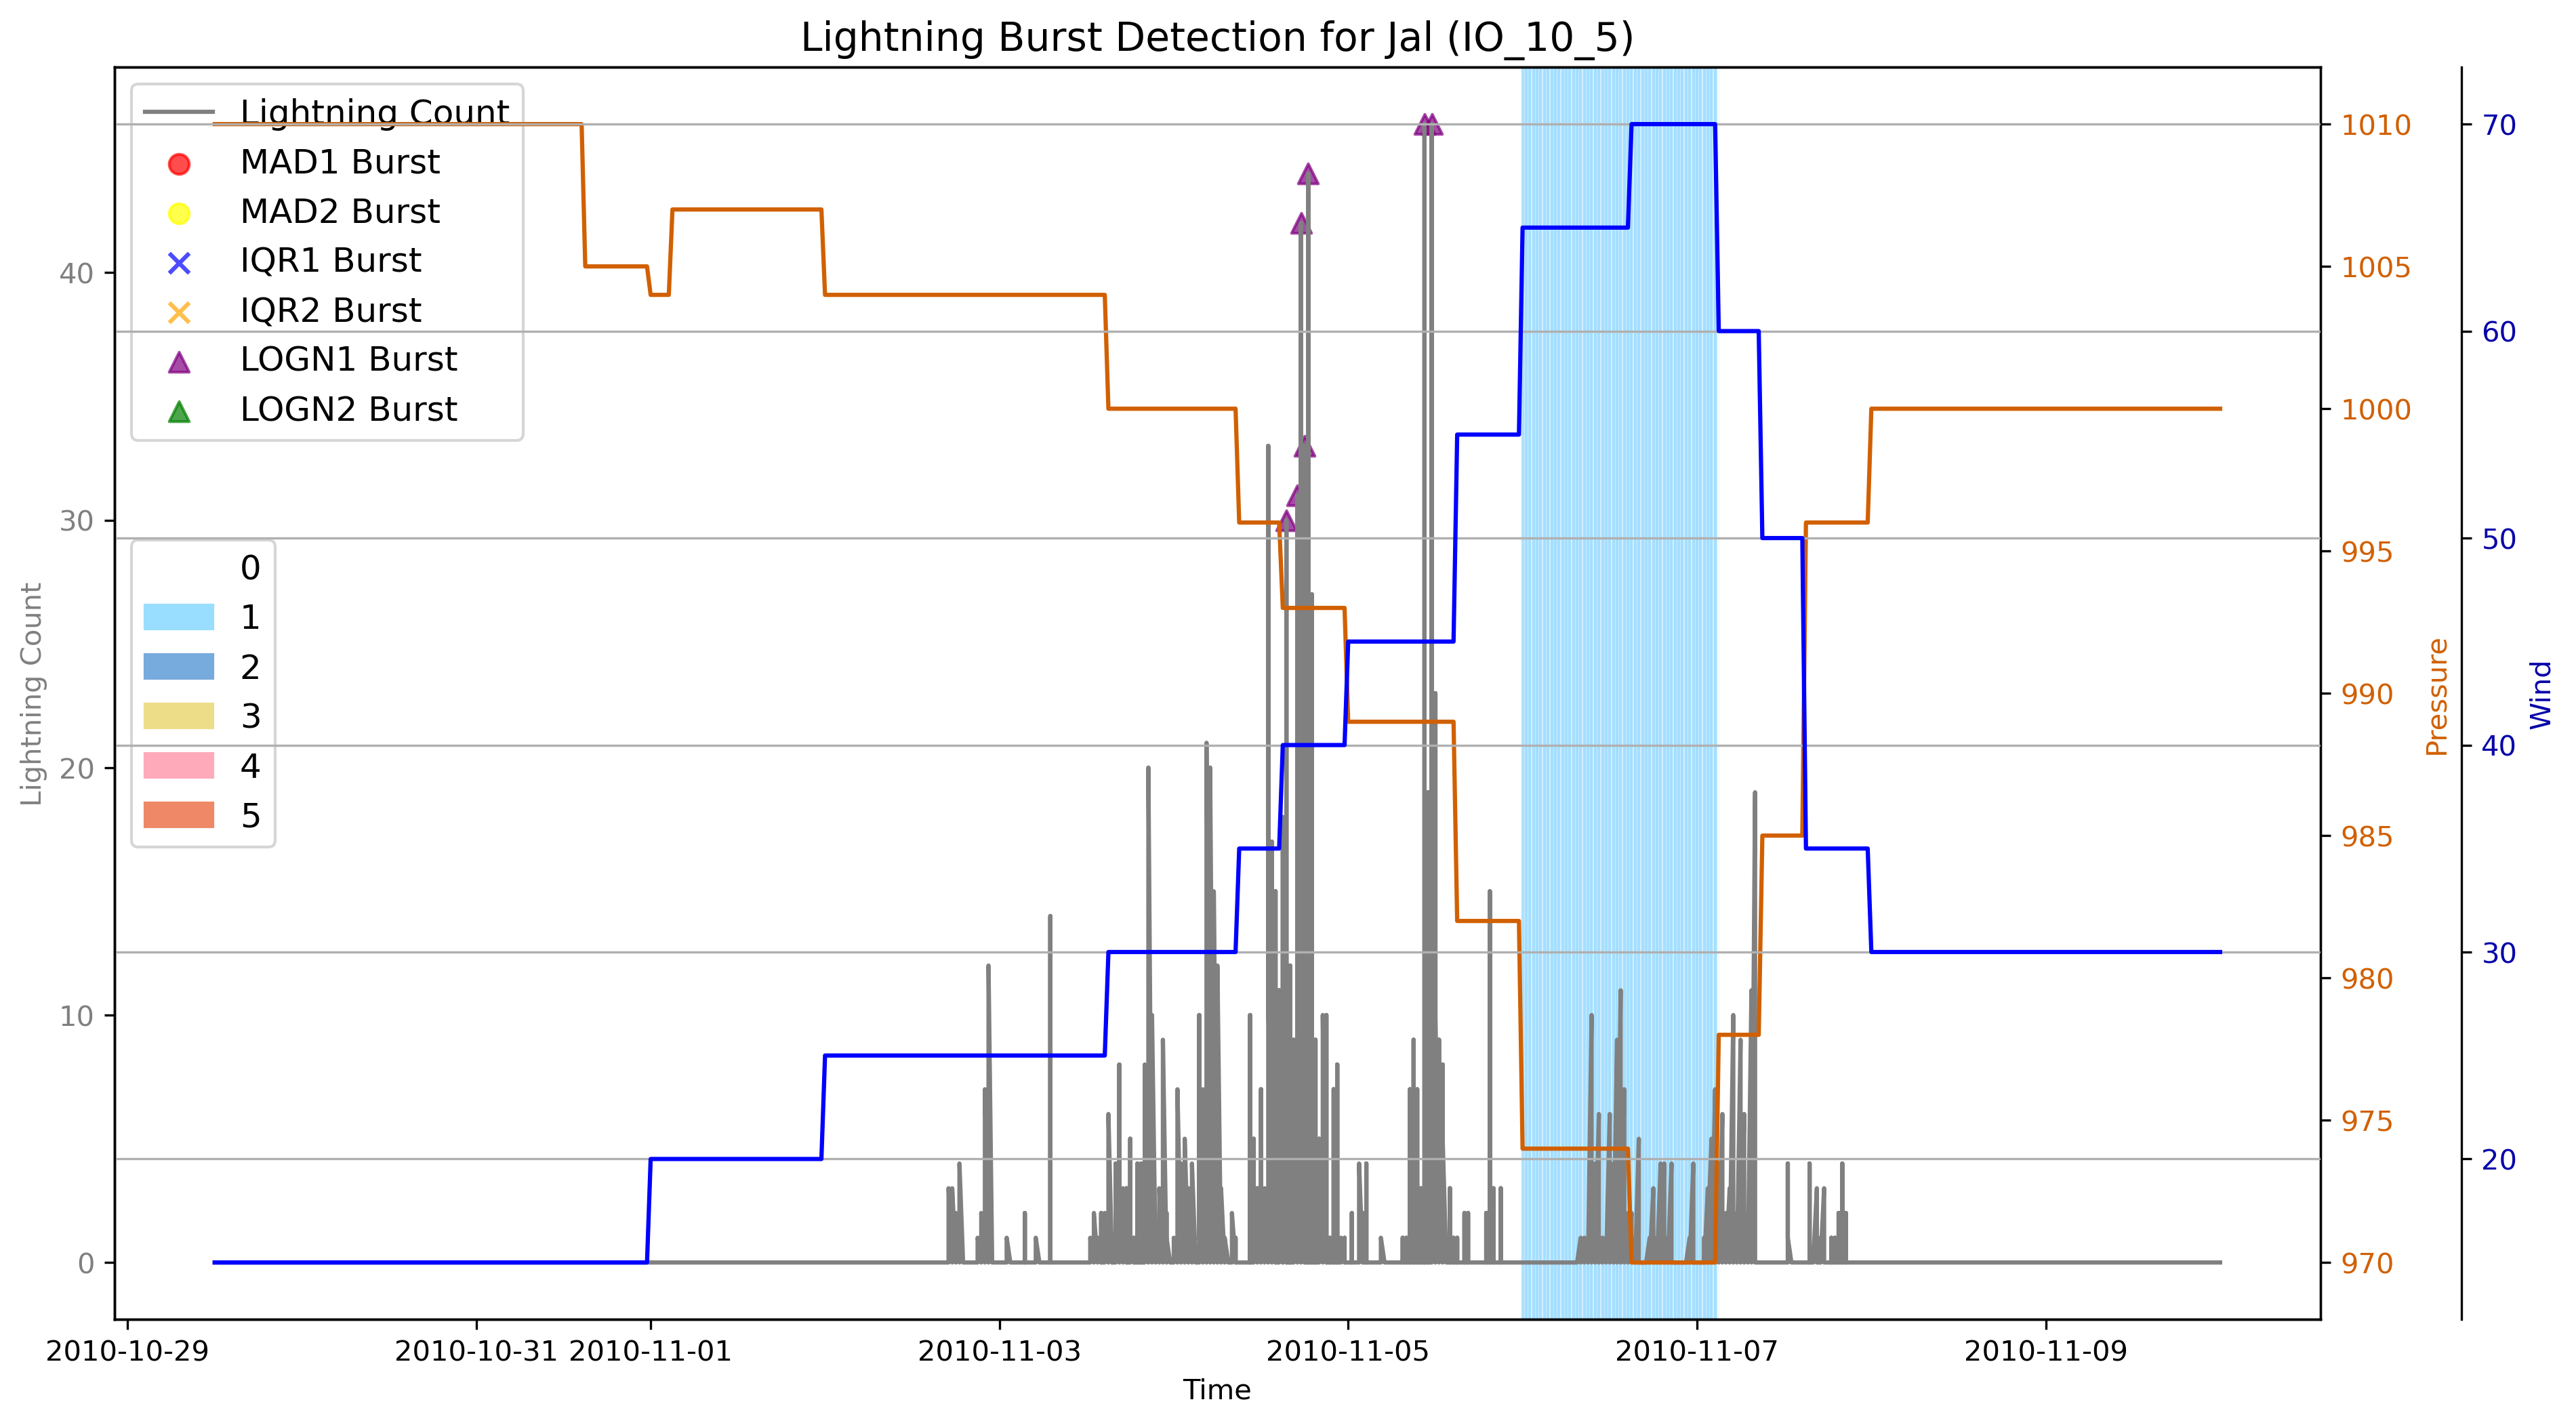 Lightning Burst Detection for Jal (IO_10_5)
Lightning Count
MAD1 Burst
MAD2 Burst
IQR1 Burst
IQR2 Burst
LOGN1 Burst
LOGN2 Burst
0
1
2
3
4
5
Lightning Count
40
30
20
10
0
1010
1005
1000
995
990
985
980
975
970
Pressure
70
60
50
40
30
20
Wind
2010-10-29
2010-10-31
2010-11-01
2010-11-03
2010-11-05
2010-11-07
2010-11-09
Time